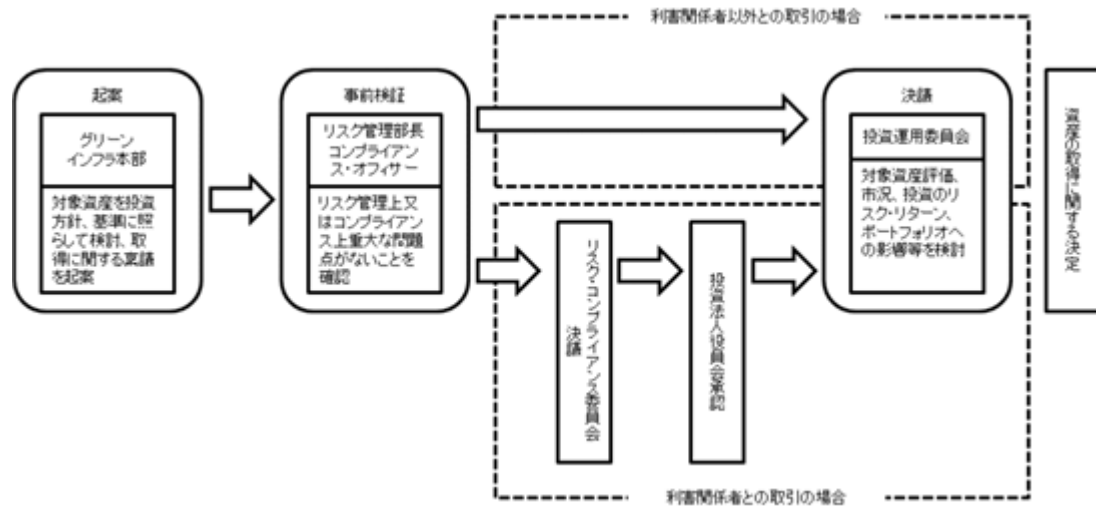 利害関係者以外との取引の場合
起案
グリーン
インフラ本部
対象資産を投資
方針、基準に照
らして検討、取
得に関する稟議
を起案
事前検証
リスク管理部長
コンプライアン
ス・オフィサー
リスク管理上又
はコンプライアン
ス上重大な問題
点がないことを
確認
リスク・コンプライアンス委員会
決議
投資法人役員会承認
決議
投資運用委員会
対象資産評価、
市況、投資のリ
スク・リターン、
ポートフォリオへ
の影響等を検討
資産の取得に関する決定
利害関係者との取引の場合